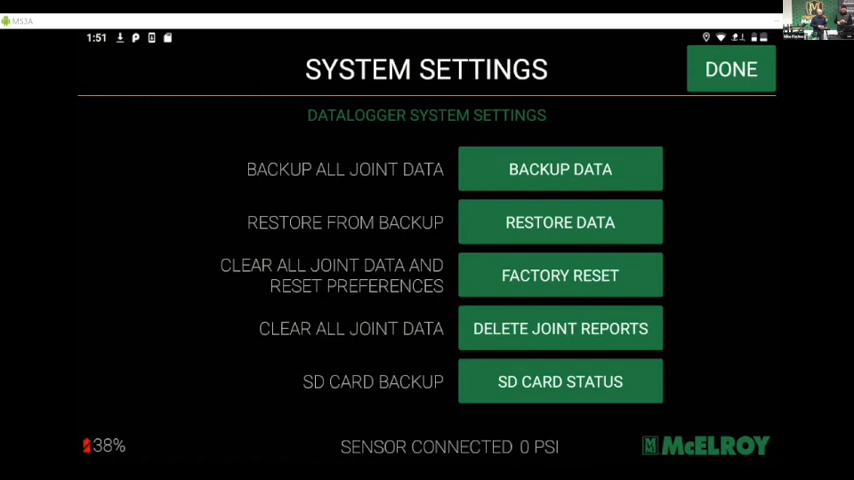 MS3A
1:51
SYSTEM SETTINGS
DONE
DATALOGGER SYSTEM SETTINGS
BACKUP ALL JOINT DATA
BACKUP DATA
RESTORE FROM BACKUP
RESTORE DATA
CLEAR ALL JOINT DATA AND
RESET PREFERENCES
FACTORY RESET
CLEAR ALL JOINT DATA
DELETE JOINT REPORTS
SD CARD BACKUP
SD CARD STATUS
38%
SENSOR CONNECTED 0 PSI
McELROY